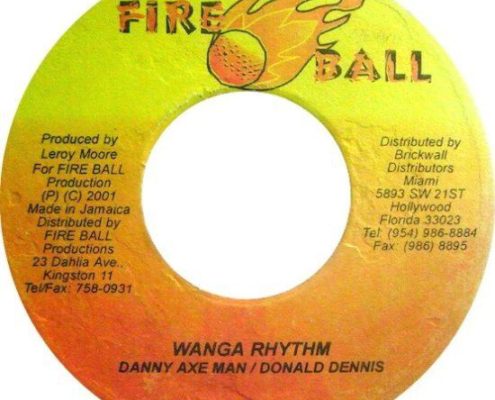 FIRE
BALL
Produced by
Leroy Moore
For FIRE BALL
Production
(P) (C) 2001
Made in Jamaica
Distributed by
FIRE BALL
Productions
23 Dahlia Ave.,
Kingston 11
Tel/Fax: 758-0931
Distributed by
Brickwall
Distributors
Miami
5893 SW 21ST
Hollywood
Florida 33023
Tel: (954) 986-8884
Fax: (986) 8895
WANGA RHYTHM
DANNY AXE MAN / DONALD DENNIS